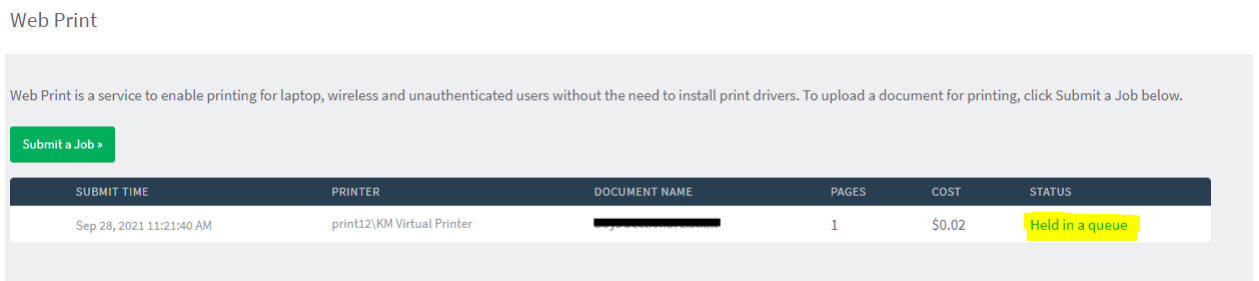 Web Print
Web Print is a service to enable printing for laptop, wireless and unauthenticated users without the need to install print drivers. To upload a document for printing, click Submit a Job below.
Submit a Job »
SUBMIT TIME PRINTER DOCUMENT NAME PAGES COST STATUS
Sep 28, 2021 11:21:40 AM print12\KM Virtual Printer 1 $0.02 Held in a queue